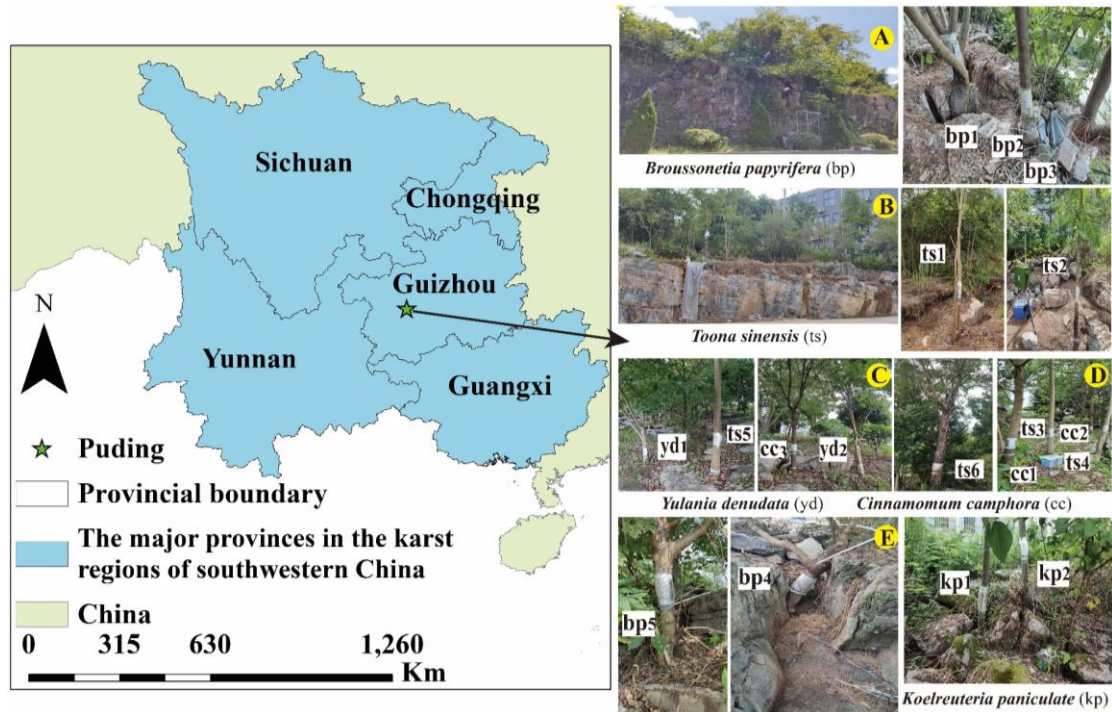 Sichuan
Chongqing
Guizhou
Yunnan
Guangxi
N
Puding
Provincial boundary
The major provinces in the karst
regions of southwestern China
China
0 315 630 1,260
Km
A
bp1
bp2
bp3
Broussonetia papyrifera (bp)
B
ts1
ts2
Toona sinensis (ts)
C
D
yd1
ts5
cc3
yd2
ts6
ts3
cc2
cc1
ts4
Yulania denudata (yd)
Cinnamomum camphora (cc)
E
bp5
bp4
kp1
kp2
Koelreuteria paniculate (kp)